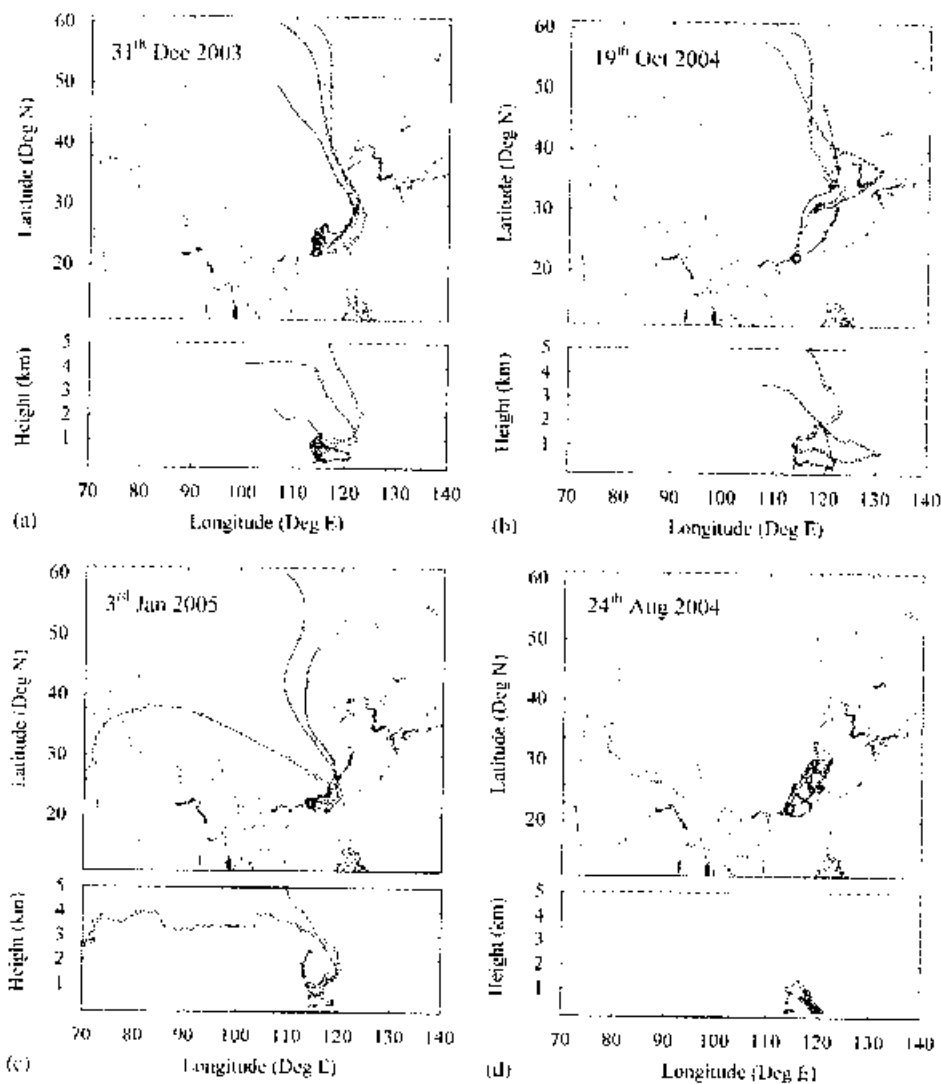 60
50
40
30
20
Latitude (Deg N)
31th Dec 2003
5
4
3
2
1
Height (km)
70 80 90 100 110 120 130 140
(a) Longitude (Deg E)
60
50
40
30
20
Latitude (Deg N)
19th Oct 2004
5
4
3
2
1
Height (km)
70 80 90 100 110 120 130 140
(b) Longitude (Deg E)
60
50
40
30
20
Latitude (Deg N)
3rd Jan 2005
5
4
3
2
1
Height (km)
70 80 90 100 110 120 130 140
(c) Longitude (Deg E)
60
50
40
30
20
Latitude (Deg N)
24th Aug 2004
5
4
3
2
1
Height (km)
70 80 90 100 110 120 130 140
(d) Longitude (Deg E)